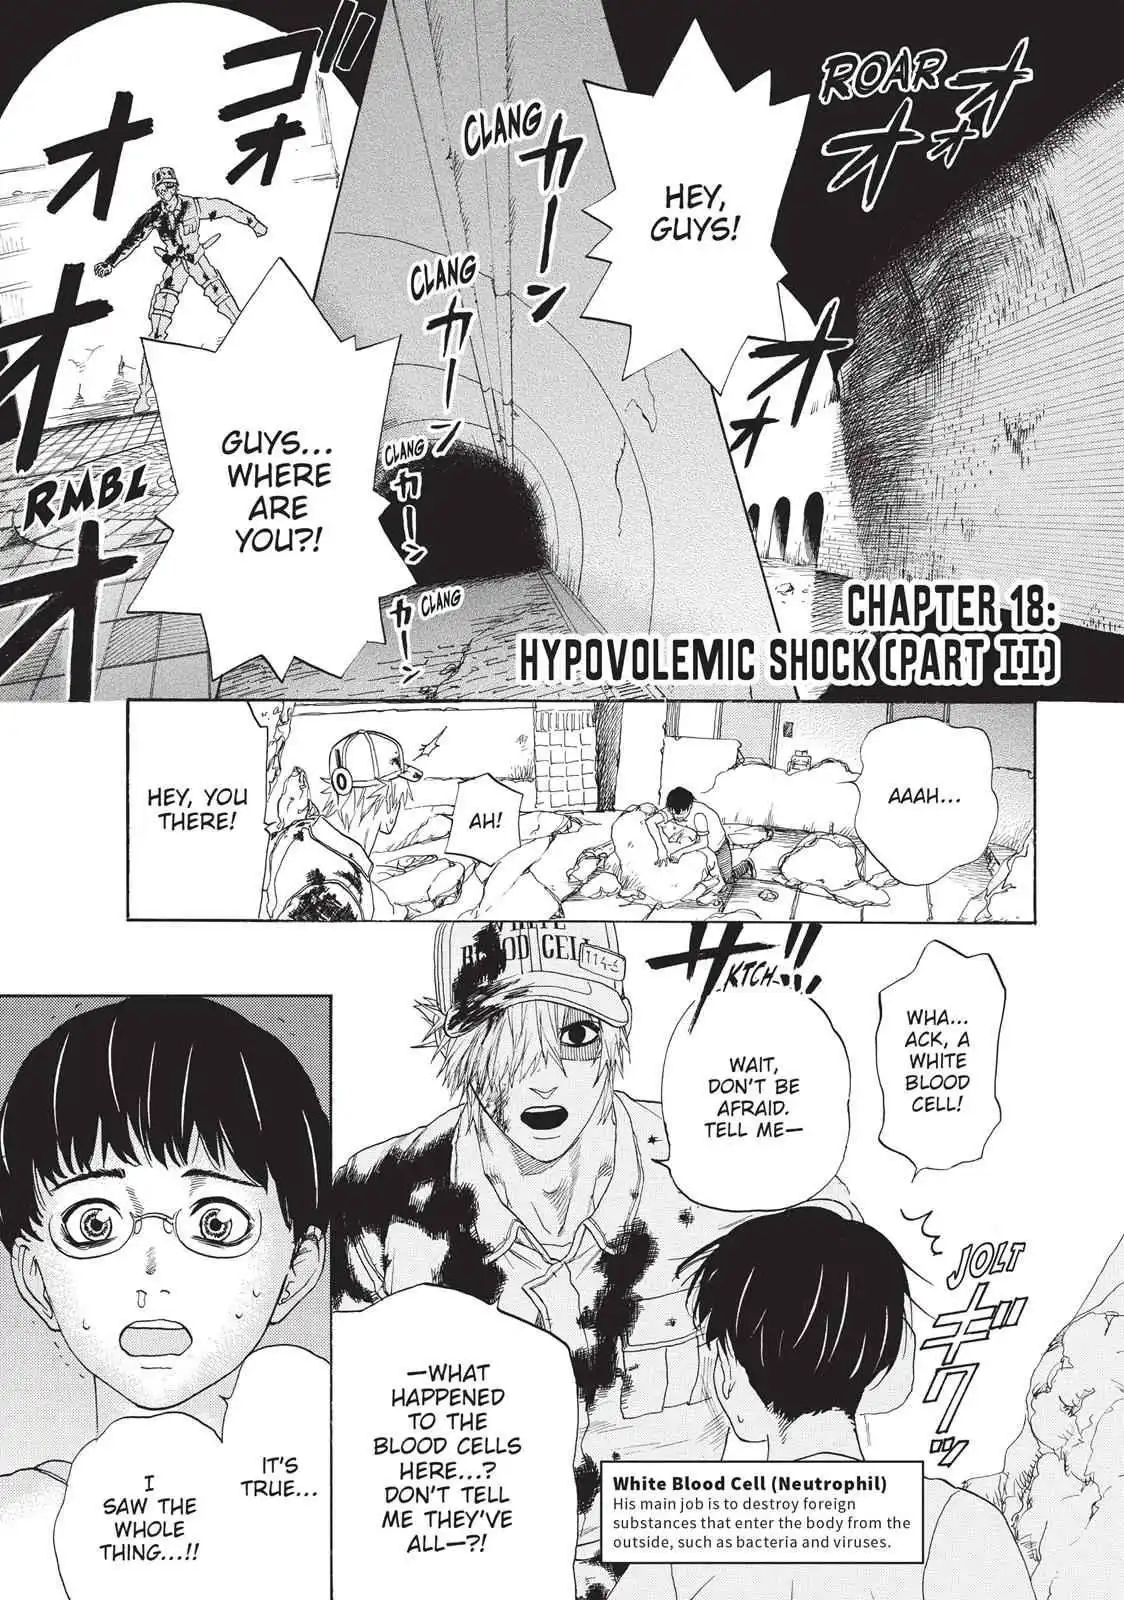 ROAR
オオオ
HEY,
GUYS!
CLANG
カーン
CLANG
カーン
CLANG
カーン
CLANG
カーン
ゴオオオ
RMBL
GUYS...
WHERE
ARE
YOU?!
CHAPTER 18:
HYPOVOLEMIC SHOCK (PART II)
AAAH...
AH!
HEY, YOU
THERE!
WHA...
ACK, A
WHITE
BLOOD
CELL!
ザッ!!!
KTCH
WAIT,
DON'T BE
AFRAID.
TELL ME—
BLOOD CELL
JOLT
ギクッ
—WHAT
HAPPENED
TO THE
BLOOD CELLS
HERE...?
DON'T TELL
ME THEY'VE
ALL—?!
White Blood Cell (Neutrophil)
His main job is to destroy foreign
substances that enter the body from the
outside, such as bacteria and viruses.
IT'S
TRUE...
I
SAW THE
WHOLE
THING...!!